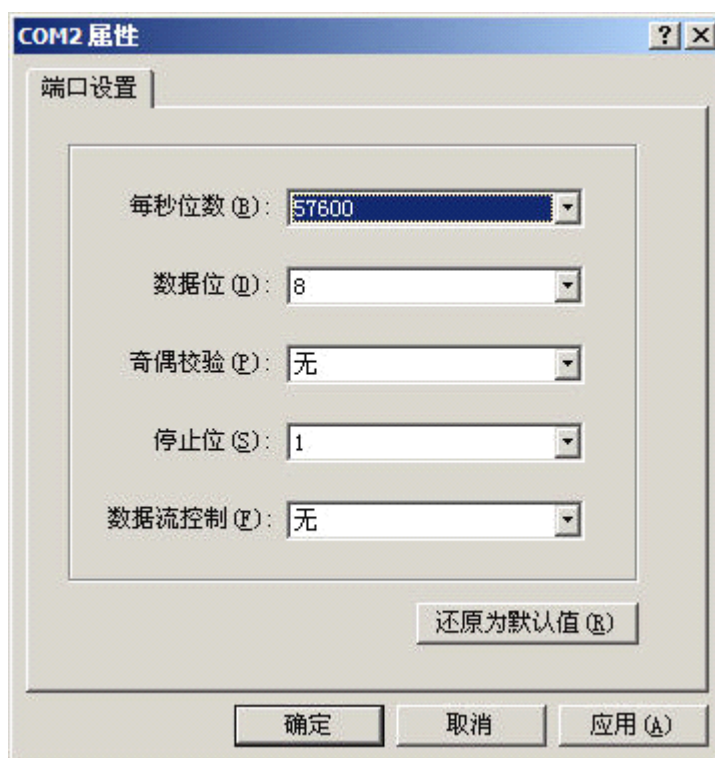 COM2 属性
端口设置
每秒位数(B): 57600
数据位(D): 8
奇偶校验(P): 无
停止位(S): 1
数据流控制(F): 无
还原为默认值(R)
确定 取消 应用(A)